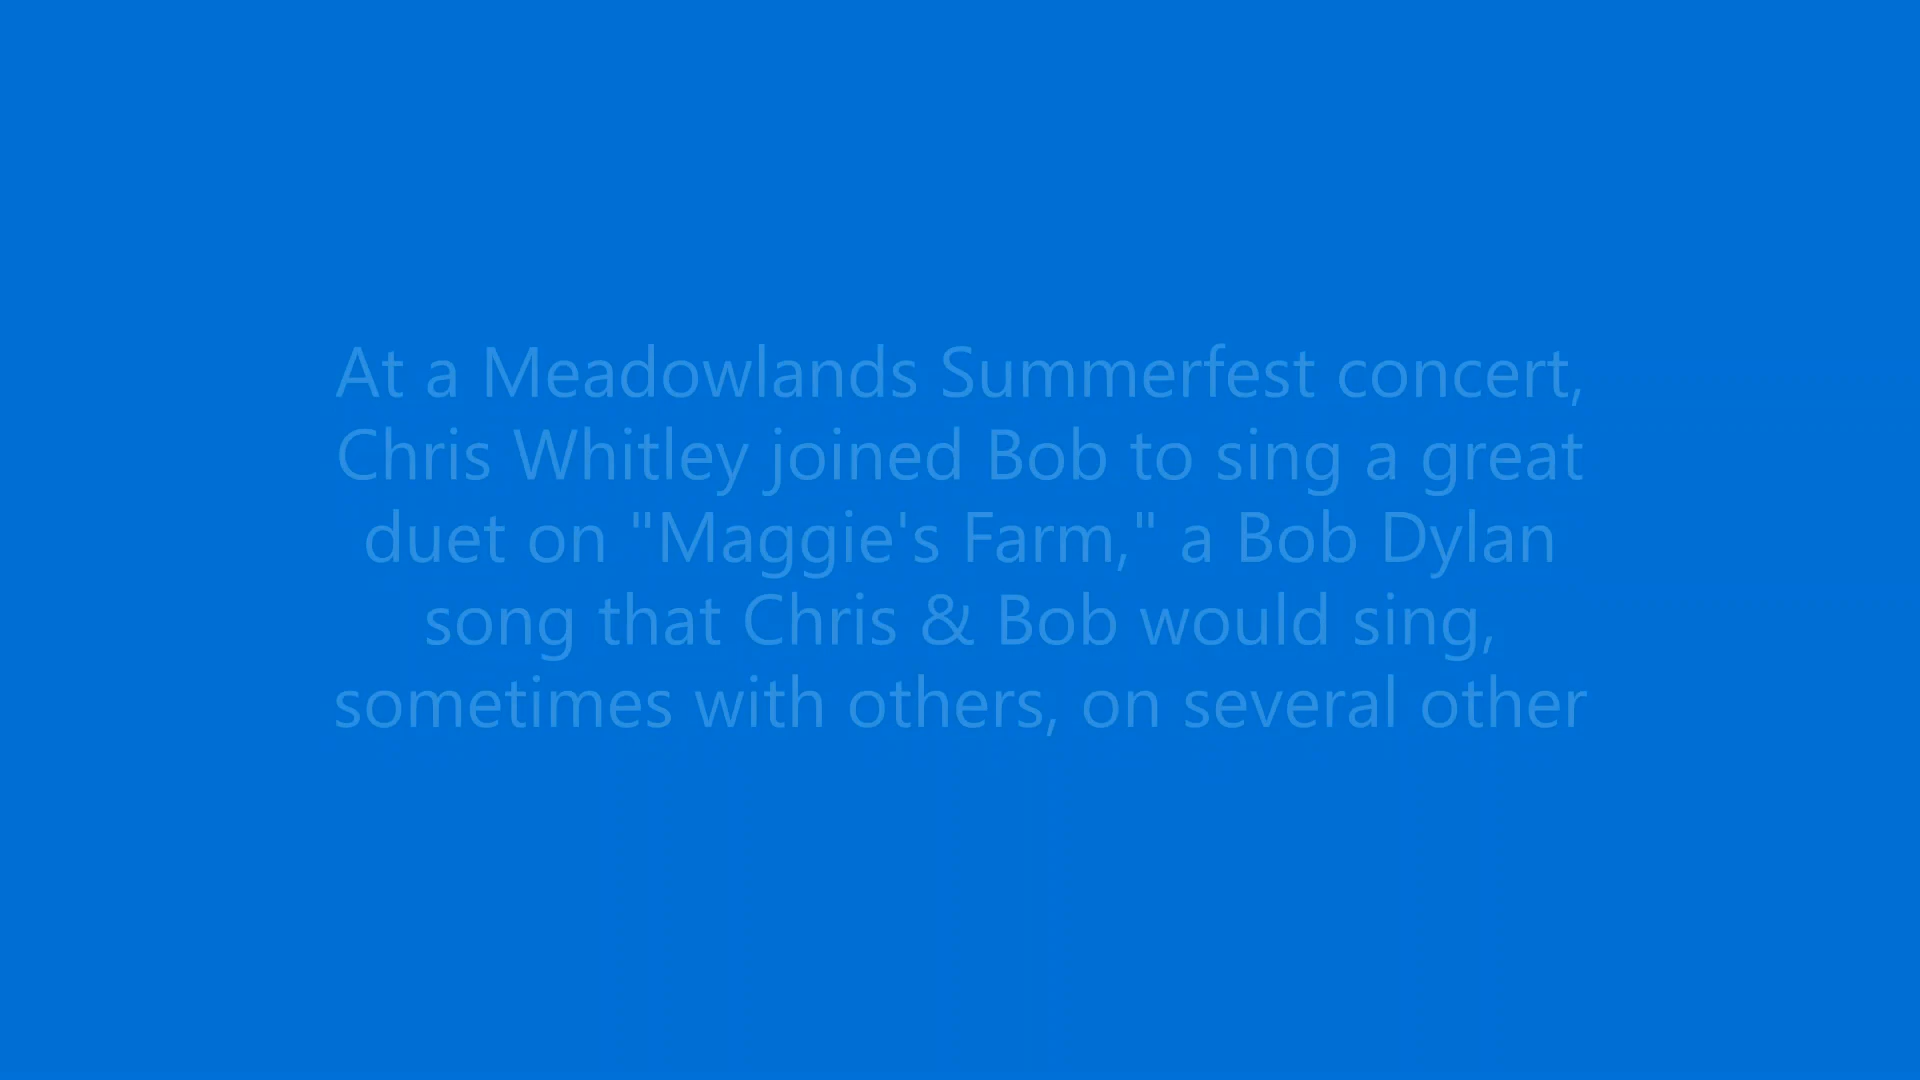 At a Meadowlands Summerfest concert,
Chris Whitley joined Bob to sing a great
duet on "Maggie's Farm," a Bob Dylan
song that Chris & Bob would sing,
sometimes with others, on several other